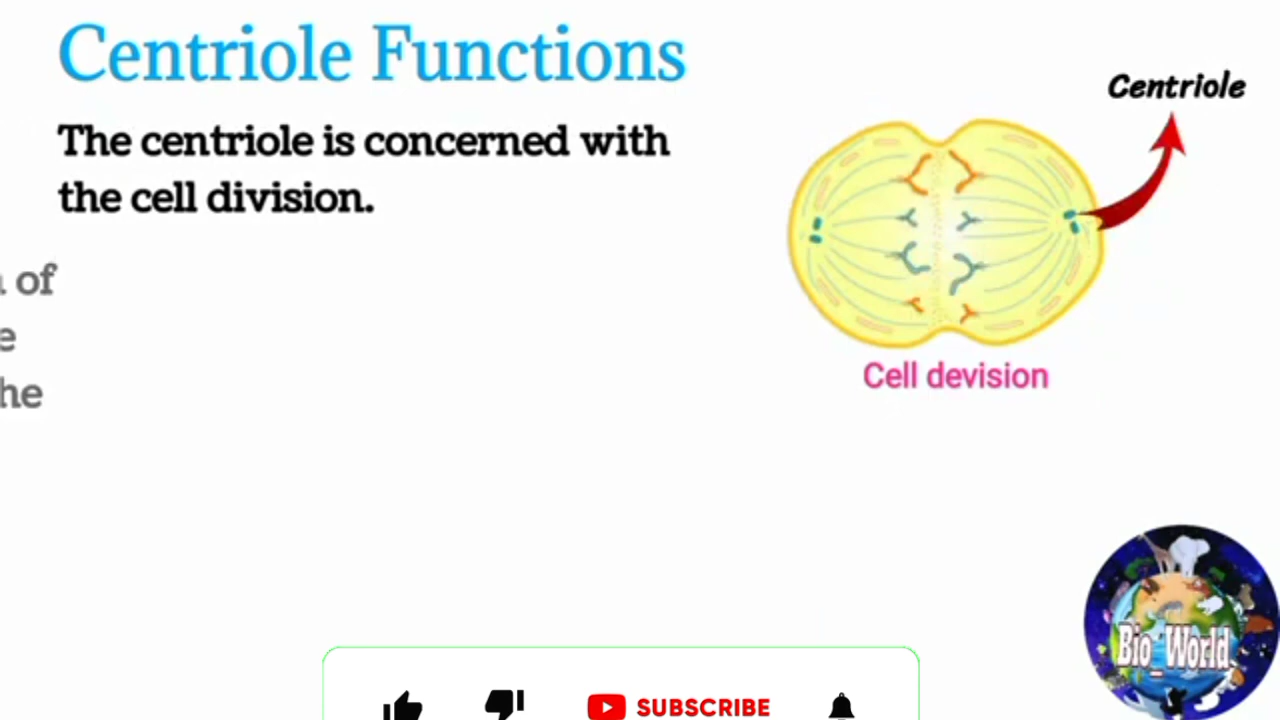 Centriole Functions
Centriole
The centriole is concerned with
the cell division.
of
he
Cell devision
Bio_World
SUBSCRIBE